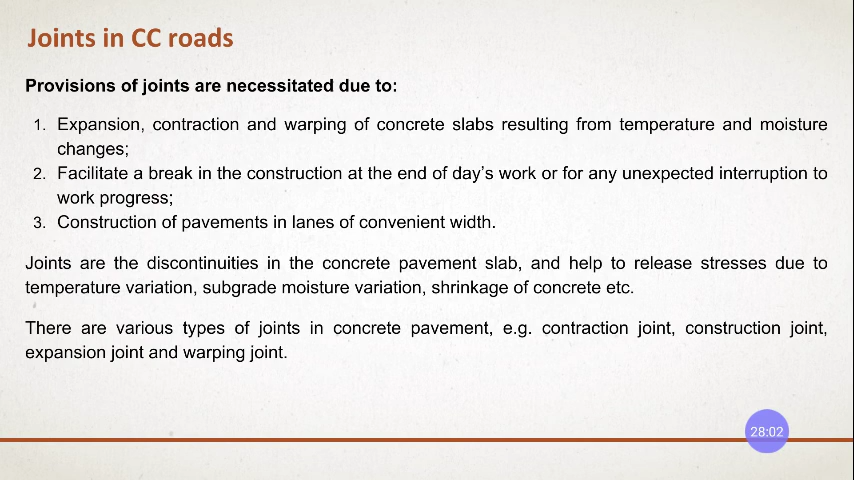 Joints in CC roads
Provisions of joints are necessitated due to:
1. Expansion, contraction and warping of concrete slabs resulting from temperature and moisture
changes;
2. Facilitate a break in the construction at the end of day’s work or for any unexpected interruption to
work progress;
3. Construction of pavements in lanes of convenient width.
Joints are the discontinuities in the concrete pavement slab, and help to release stresses due to
temperature variation, subgrade moisture variation, shrinkage of concrete etc.
There are various types of joints in concrete pavement, e.g. contraction joint, construction joint,
expansion joint and warping joint.
28:02